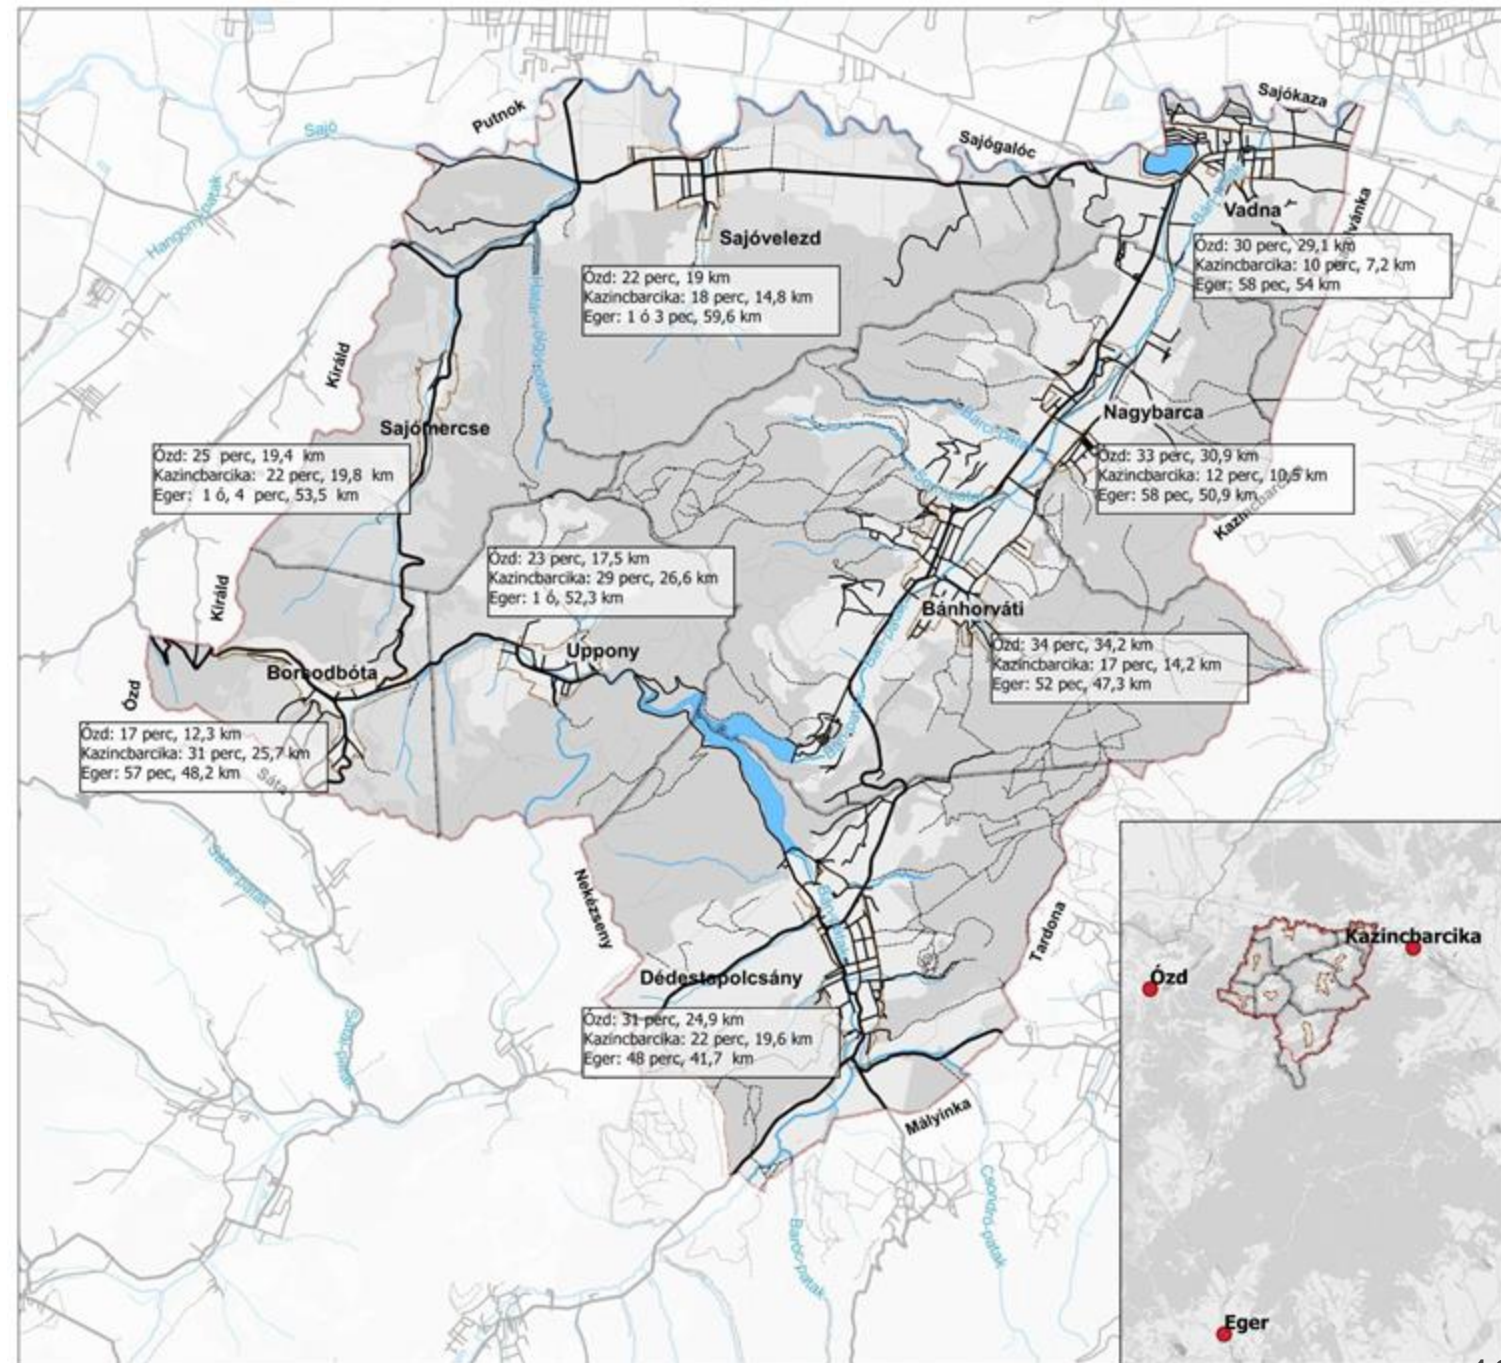 Sajókaza
Putnok
Sajó
Sajógalóc
Hangony-patak
Vadna
Bán-patak
Sajóvelezd
Ózd: 30 perc, 29,1 km
Kazincbarcika: 10 perc, 7,2 km
Eger: 58 pec, 54 km
Ózd: 22 perc, 19 km
Kazincbarcika: 18 perc, 14,8 km
Eger: 1 ó 3 pec, 59,6 km
Királd
Nagybarca
Sajómercse
Ózd: 25 perc, 19,4 km
Kazincbarcika: 22 perc, 19,8 km
Eger: 1 ó, 4 perc, 53,5 km
Ózd: 33 perc, 30,9 km
Kazincbarcika: 12 perc, 10,5 km
Eger: 58 pec, 50,9 km
Ózd: 23 perc, 17,5 km
Kazincbarcika: 29 perc, 26,6 km
Eger: 1 ó, 52,3 km
Királd
Bánhorváti
Ózd: 34 perc, 34,2 km
Kazincbarcika: 17 perc, 14,2 km
Eger: 52 pec, 47,3 km
Uppony
Borsodbóta
Ózd
Ózd: 17 perc, 12,3 km
Kazincbarcika: 31 perc, 25,7 km
Eger: 57 pec, 48,2 km
Sáta
Nekézseny
Tardona
Dédestapolcsány
Ózd: 31 perc, 24,9 km
Kazincbarcika: 22 perc, 19,6 km
Eger: 48 perc, 41,7 km
Mályinka
Csondró-patak
Kazincbarcika
Ózd
Eger